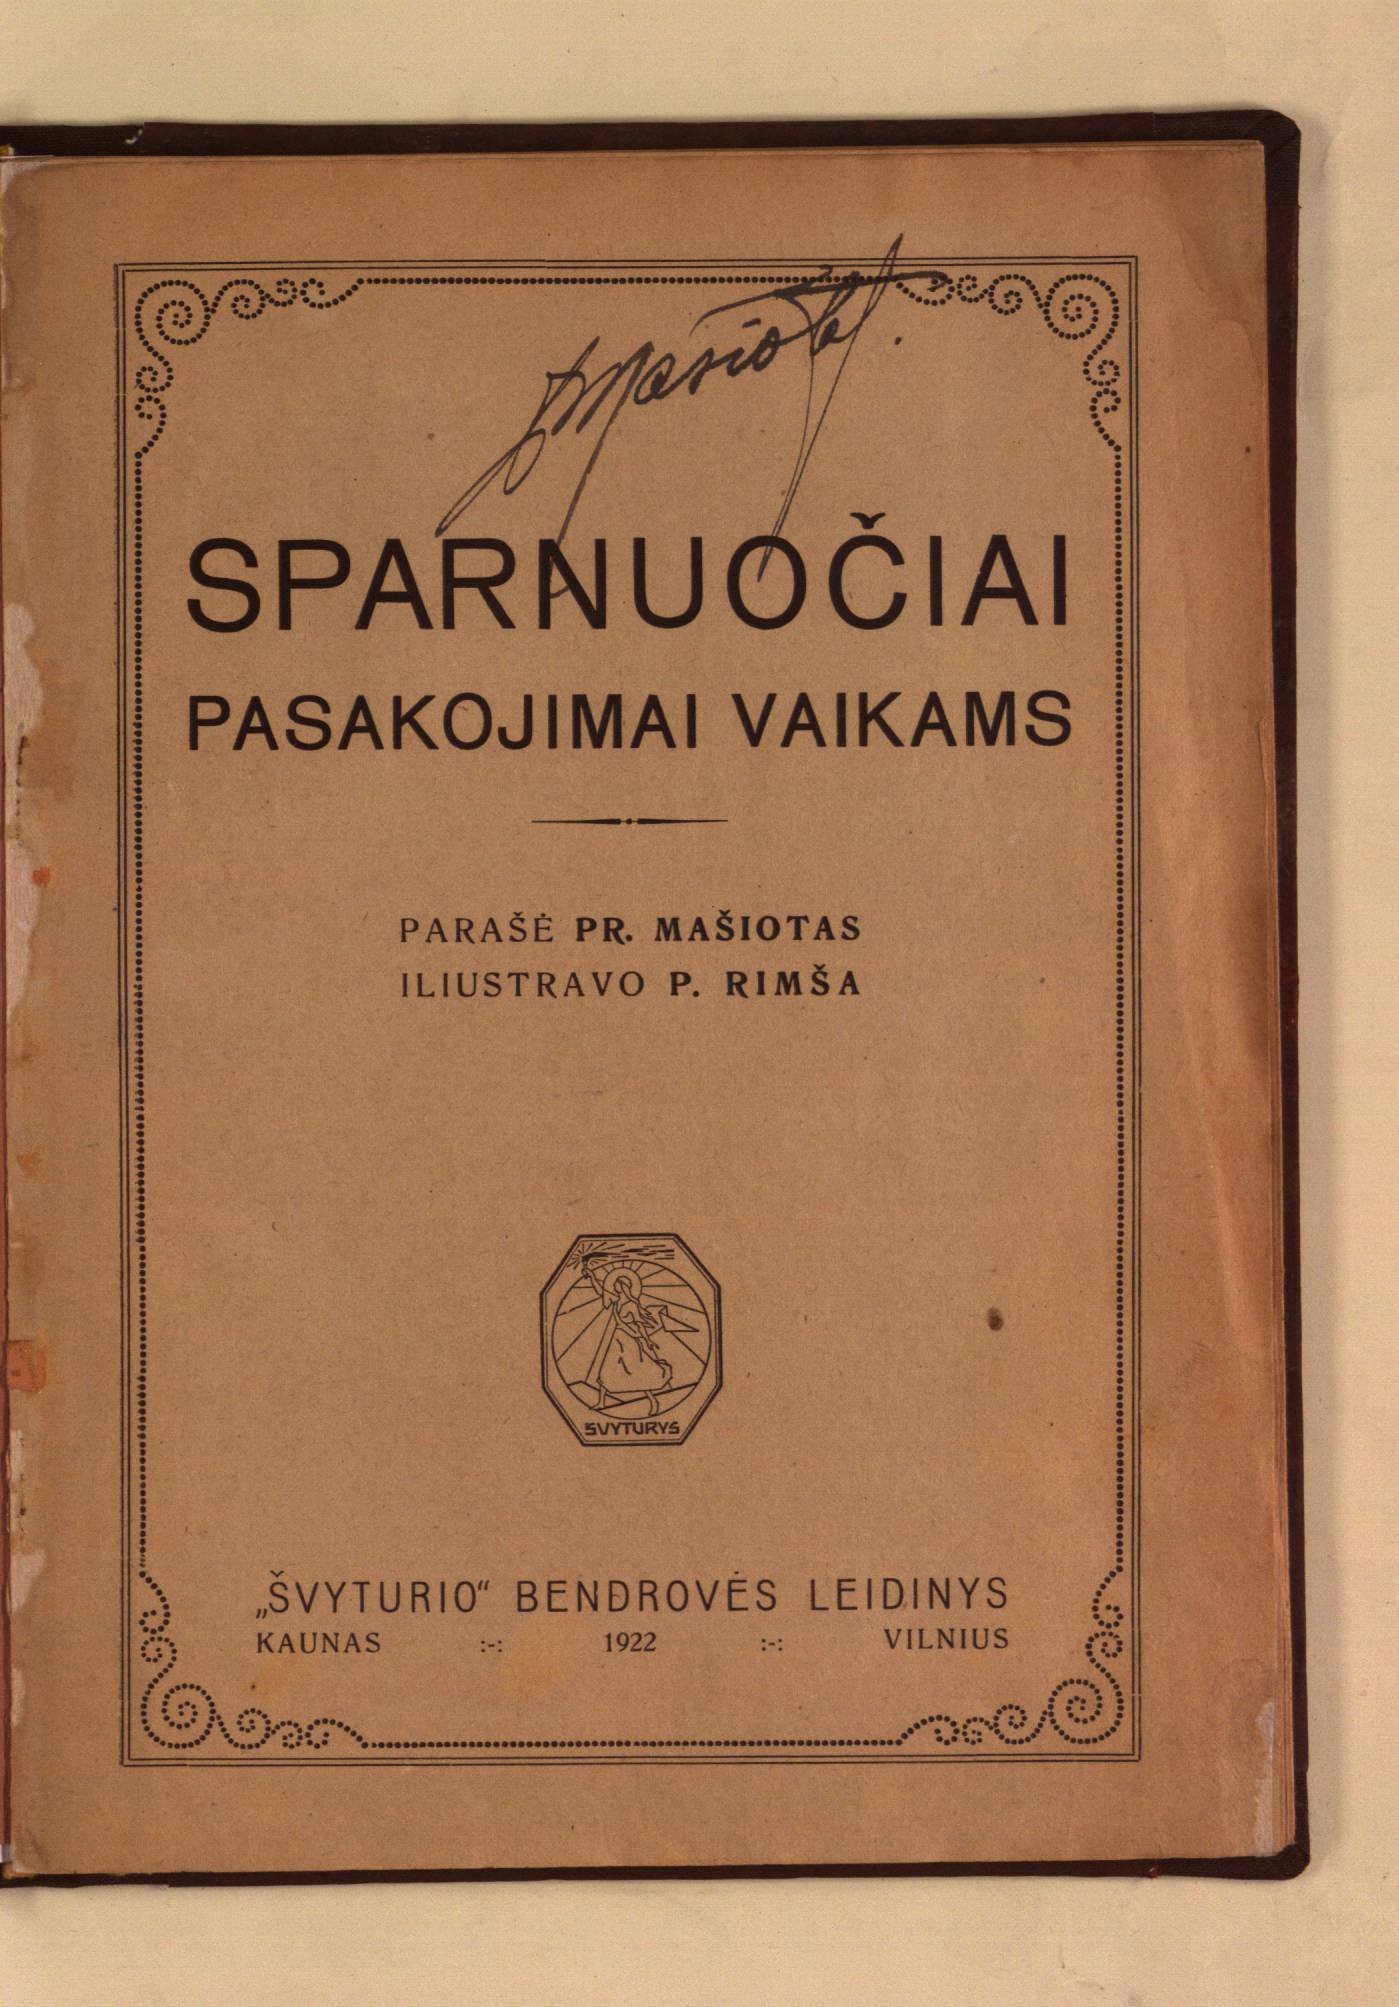 SPARNUOČIAI
PASAKOJIMAI VAIKAMS
PARAŠĖ PR. MAŠIOTAS
ILIUSTRAVO P. RIMŠA
ŠVYTURYS
„ŠVYTURIO“ BENDROVĖS LEIDINYS
KAUNAS :-: 1922 :-: VILNIUS